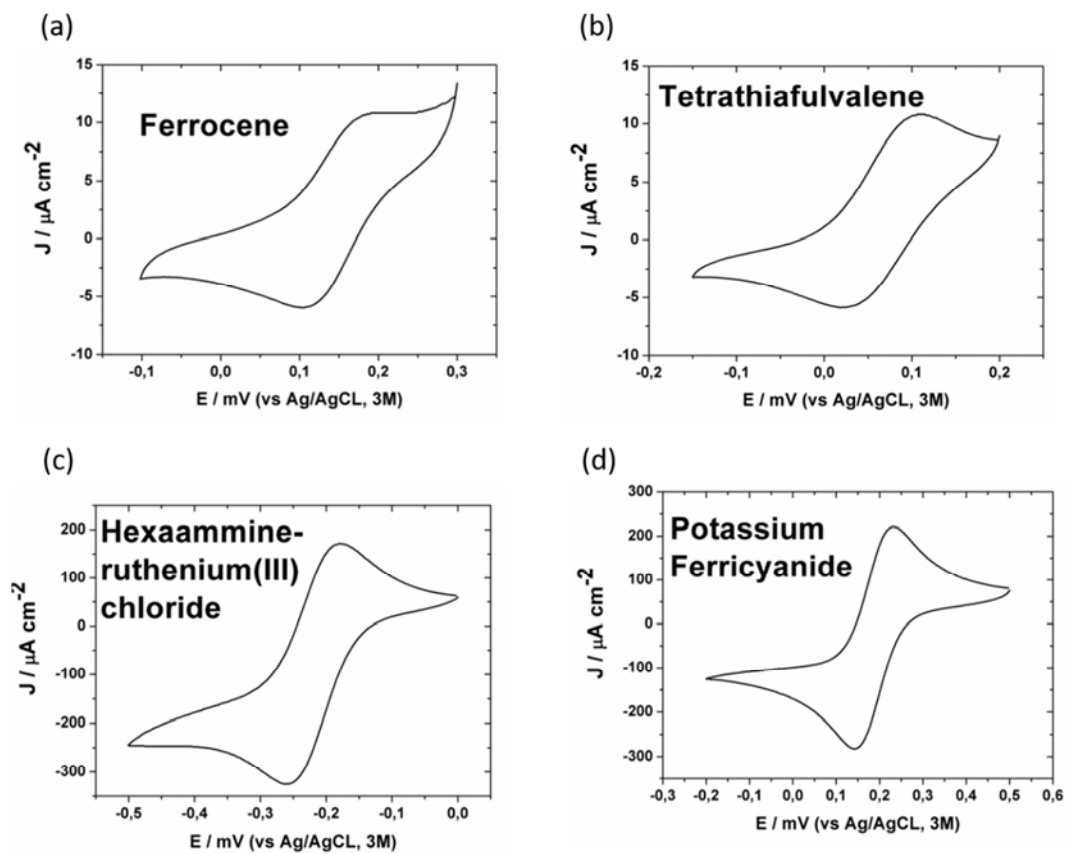 (a)
15
10
5
0
-5
-10
J / μA cm-2
Ferrocene
-0,1
0,0
0,1
0,2
0,3
E / mV (vs Ag/AgCL, 3M)
(b)
15
10
5
0
-5
-10
J / μA cm-2
Tetrathiafulvalene
-0,2
-0,1
0,0
0,1
0,2
E / mV (vs Ag/AgCL, 3M)
(c)
200
100
0
-100
-200
-300
J / μA cm-2
Hexaammine-
ruthenium(III)
chloride
-0,5
-0,4
-0,3
-0,2
-0,1
0,0
E / mV (vs Ag/AgCL, 3M)
(d)
300
200
100
0
-100
-200
-300
J / μA cm-2
Potassium
Ferricyanide
-0,3
-0,2
-0,1
0,0
0,1
0,2
0,3
0,4
0,5
0,6
E / mV (vs Ag/AgCL, 3M)